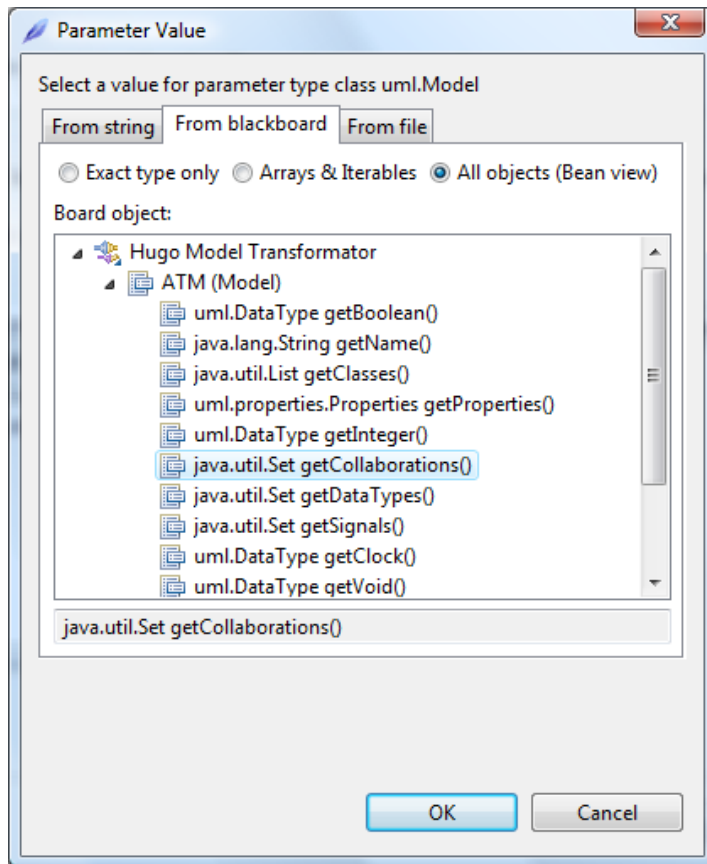 Parameter Value
Select a value for parameter type class uml.Model
From string From blackboard From file
Exact type only Arrays & Iterables All objects (Bean view)
Board object:
Hugo Model Transformator
ATM (Model)
uml.DataType getBoolean()
java.lang.String getName()
java.util.List getClasses()
uml.properties.Properties getProperties()
uml.DataType getInteger()
java.util.Set getCollaborations()
java.util.Set getDataTypes()
java.util.Set getSignals()
uml.DataType getClock()
uml.DataType getVoid()
java.util.Set getCollaborations()
OK Cancel